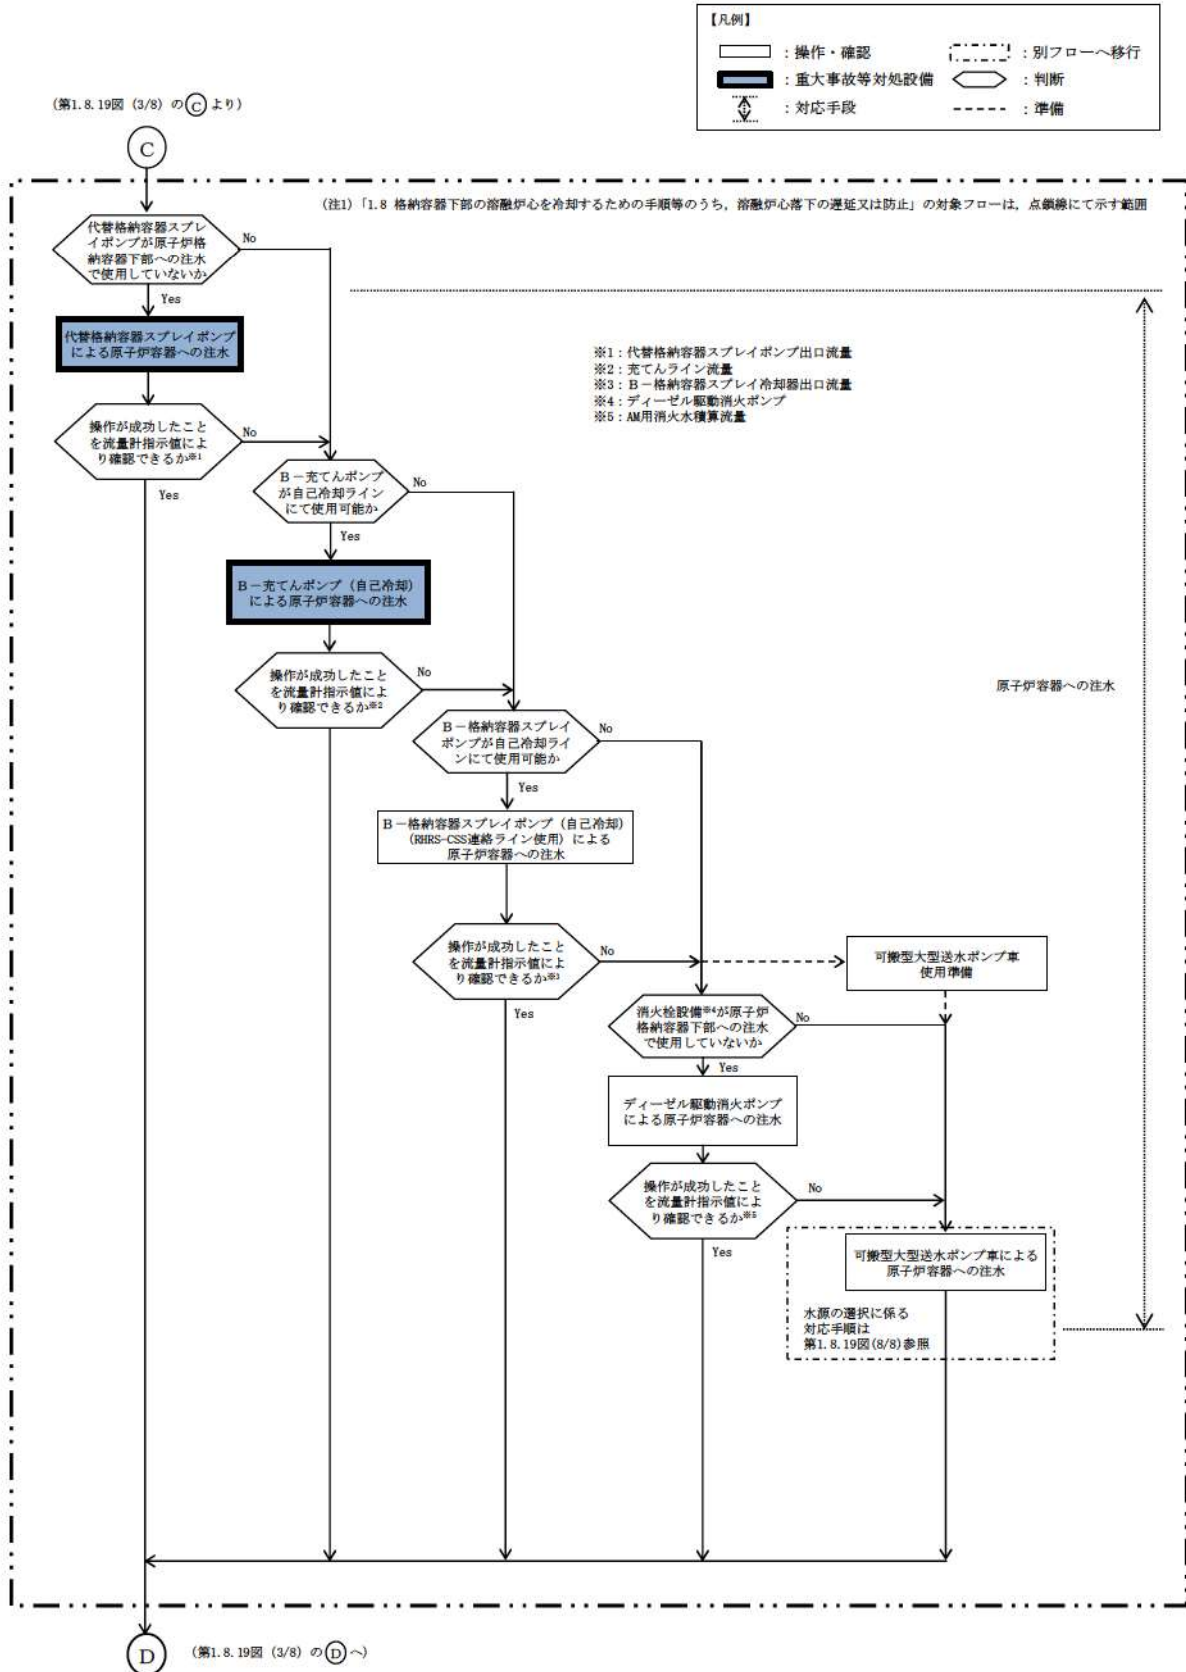 【凡例】
：操作・確認
：別フローへ移行
：重大事故等対処設備
：判断
：対応手段
：準備
(第1.8.19図 (3/8) の C より)
C
(注1)「1.8 格納容器下部の溶融炉心を冷却するための手順等のうち，溶融炉心落下の遅延又は防止」の対象フローは，点鎖線にて示す範囲
代替格納容器スプレ
イポンプが原子炉格
納容器下部への注水
で使用していないか
No
Yes
代替格納容器スプレイポンプ
による原子炉容器への注水
※1：代替格納容器スプレイポンプ出口流量
※2：充てんライン流量
※3：Ｂ－格納容器スプレイ冷却器出口流量
※4：ディーゼル駆動消火ポンプ
※5：AM用消火水積算流量
操作が成功したこと
を流量計指示値によ
り確認できるか※1
No
Yes
Ｂ－充てんポンプ
が自己冷却ライン
にて使用可能か
No
Yes
Ｂ－充てんポンプ（自己冷却）
による原子炉容器への注水
操作が成功したこと
を流量計指示値によ
り確認できるか※2
No
原子炉容器への注水
Ｂ－格納容器スプレイ
ポンプが自己冷却ライ
ンにて使用可能か
No
Yes
Ｂ－格納容器スプレイポンプ（自己冷却）
(RHRS-CSS連絡ライン使用) による
原子炉容器への注水
操作が成功したこと
を流量計指示値によ
り確認できるか※3
No
Yes
可搬型大型送水ポンプ車
使用準備
消火栓設備※4が原子炉
格納容器下部への注水
で使用していないか
No
Yes
ディーゼル駆動消火ポンプ
による原子炉容器への注水
操作が成功したこと
を流量計指示値によ
り確認できるか※5
No
Yes
可搬型大型送水ポンプ車による
原子炉容器への注水
水源の選択に係る
対応手順は
第1.8.19図(8/8)参照
D
(第1.8.19図 (3/8) の D へ)